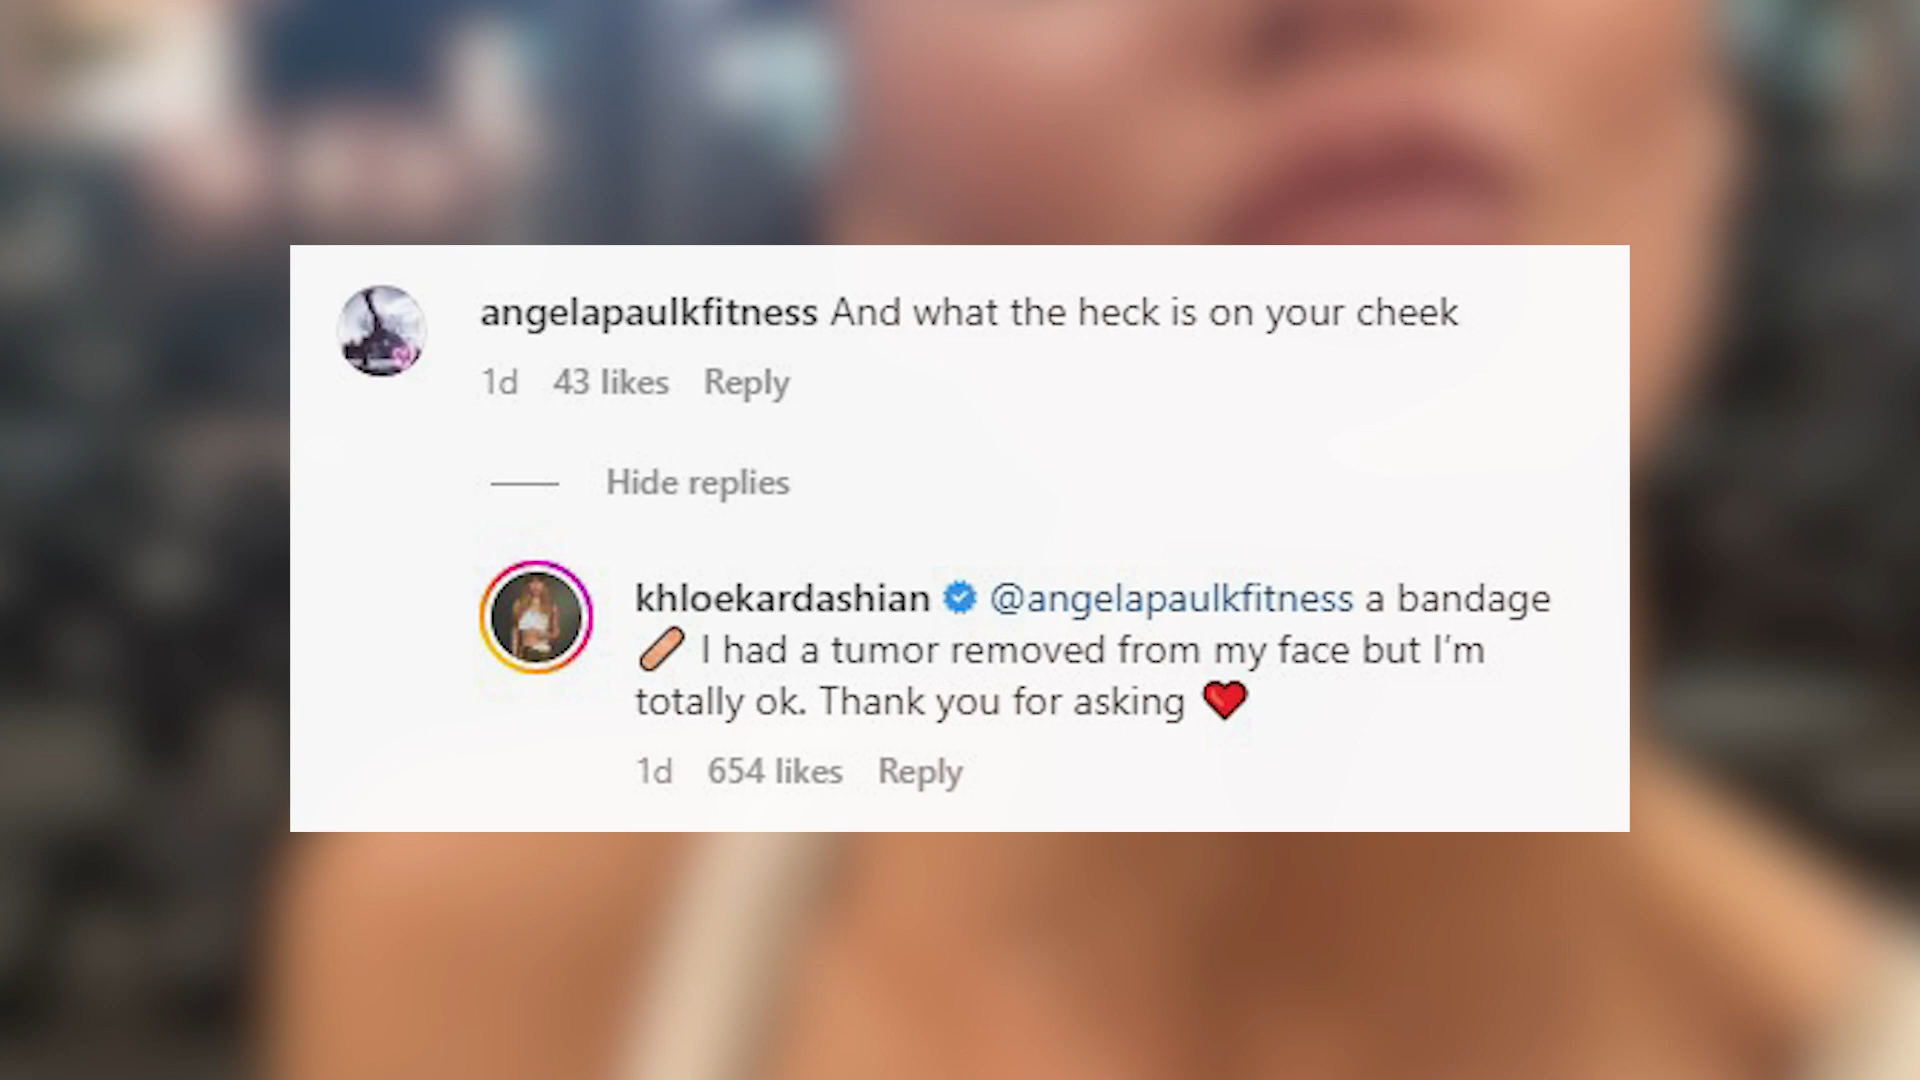 angelapaulkfitness And what the heck is on your cheek
1d 43 likes Reply
Hide replies
khloekardashian @angelapaulkfitness a bandage
🩹 I had a tumor removed from my face but I'm
totally ok. Thank you for asking ❤️
1d 654 likes Reply